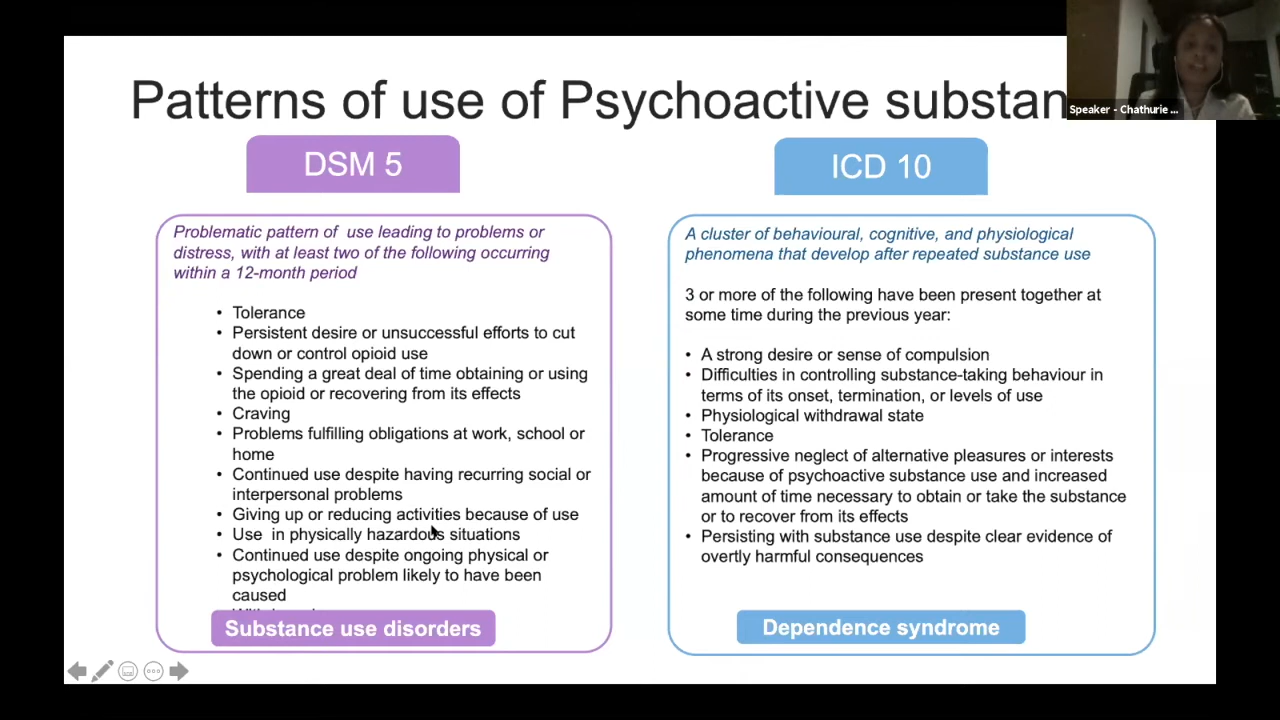 Patterns of use of Psychoactive substan
Speaker - Chathurie ...
DSM 5
Problematic pattern of use leading to problems or
distress, with at least two of the following occurring
within a 12-month period
• Tolerance
• Persistent desire or unsuccessful efforts to cut
down or control opioid use
• Spending a great deal of time obtaining or using
the opioid or recovering from its effects
• Craving
• Problems fulfilling obligations at work, school or
home
• Continued use despite having recurring social or
interpersonal problems
• Giving up or reducing activities because of use
• Use in physically hazardous situations
• Continued use despite ongoing physical or
psychological problem likely to have been
caused
Substance use disorders
ICD 10
A cluster of behavioural, cognitive, and physiological
phenomena that develop after repeated substance use
3 or more of the following have been present together at
some time during the previous year:
• A strong desire or sense of compulsion
• Difficulties in controlling substance-taking behaviour in
terms of its onset, termination, or levels of use
• Physiological withdrawal state
• Tolerance
• Progressive neglect of alternative pleasures or interests
because of psychoactive substance use and increased
amount of time necessary to obtain or take the substance
or to recover from its effects
• Persisting with substance use despite clear evidence of
overtly harmful consequences
Dependence syndrome